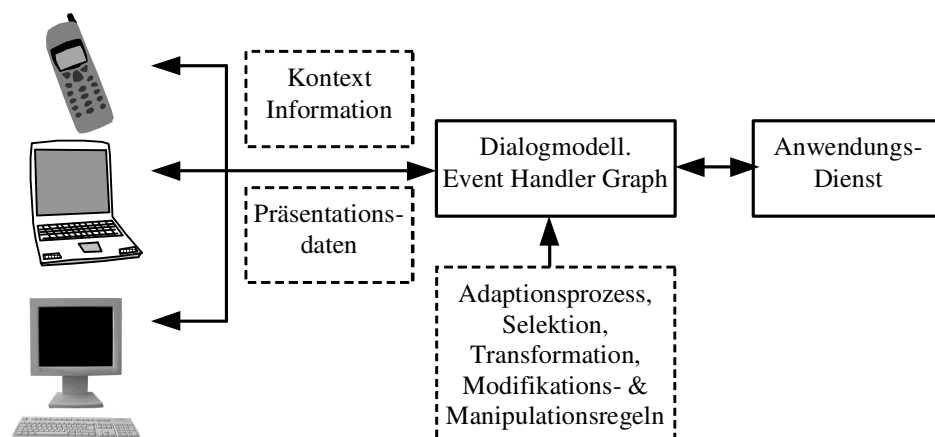 Kontext
Information
Präsentations-
daten
Dialogmodell.
Event Handler Graph
Anwendungs-
Dienst
Adaptionsprozess,
Selektion,
Transformation,
Modifikations- &
Manipulationsregeln